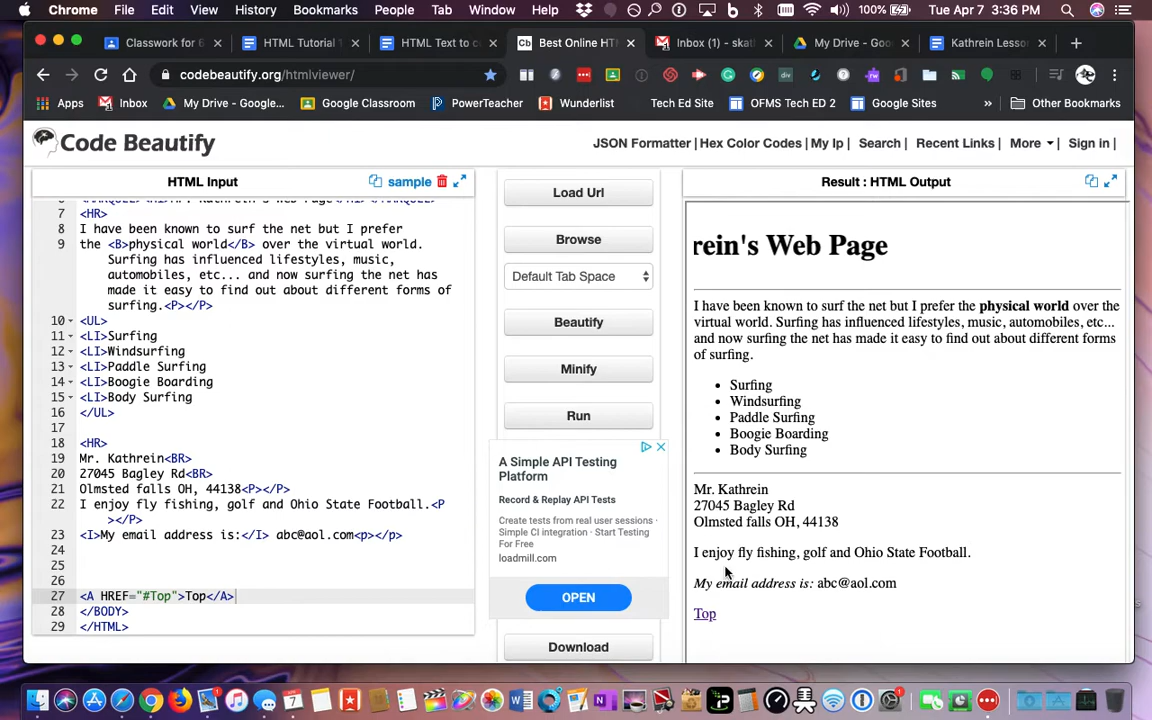 Chrome File Edit View History Bookmarks People Tab Window Help 100% Tue Apr 7 3:36 PM
Classwork for 6 HTML Tutorial HTML Text to c Best Online HT Inbox (1) - skat My Drive - Goo Kathrein Lesso
codebeautify.org/htmlviewer/
Apps Inbox My Drive - Google... Google Classroom PowerTeacher Wunderlist Tech Ed Site OFMS Tech ED 2 Google Sites » Other Bookmarks
Code Beautify JSON Formatter | Hex Color Codes | My Ip | Search | Recent Links | More Sign in |
HTML Input sample
7 <HR>
8 I have been known to surf the net but I prefer
9 the <B>physical world</B> over the virtual world.
Surfing has influenced lifestyles, music,
automobiles, etc... and now surfing the net has
made it easy to find out about different forms of
surfing.<P></P>
10 <UL>
11 <LI>Surfing
12 <LI>Windsurfing
13 <LI>Paddle Surfing
14 <LI>Boogie Boarding
15 <LI>Body Surfing
16 </UL>
17
18 <HR>
19 Mr. Kathrein<BR>
20 27045 Bagley Rd<BR>
21 Olmsted falls OH, 44138<P></P>
22 I enjoy fly fishing, golf and Ohio State Football.<P
></P>
23 <I>My email address is:</I> abc@aol.com<p></p>
24
25
26
27 <A HREF="#Top">Top</A>
28 </BODY>
29 </HTML>
Load Url
Browse
Default Tab Space
Beautify
Minify
Run
A Simple API Testing
Platform
Record & Replay API Tests
Create tests from real user sessions ·
Simple CI integration · Start Testing
For Free
loadmill.com
OPEN
Download
Result : HTML Output
rein's Web Page
I have been known to surf the net but I prefer the physical world over the
virtual world. Surfing has influenced lifestyles, music, automobiles, etc...
and now surfing the net has made it easy to find out about different forms
of surfing.
• Surfing
• Windsurfing
• Paddle Surfing
• Boogie Boarding
• Body Surfing
Mr. Kathrein
27045 Bagley Rd
Olmsted falls OH, 44138
I enjoy fly fishing, golf and Ohio State Football.
My email address is: abc@aol.com
Top